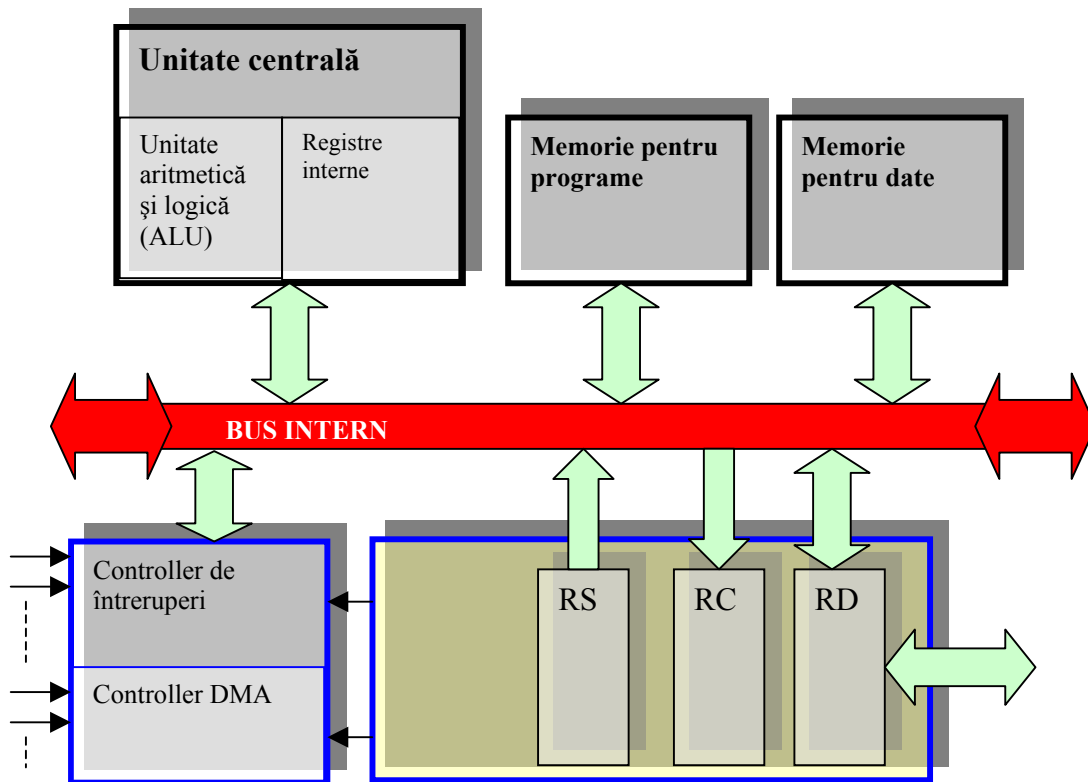 Unitate centrală
Unitate
aritmetică
şi logică
(ALU)
Registre
interne
Memorie pentru
programe
Memorie
pentru date
BUS INTERN
Controller de
întreruperi
Controller DMA
RS
RC
RD